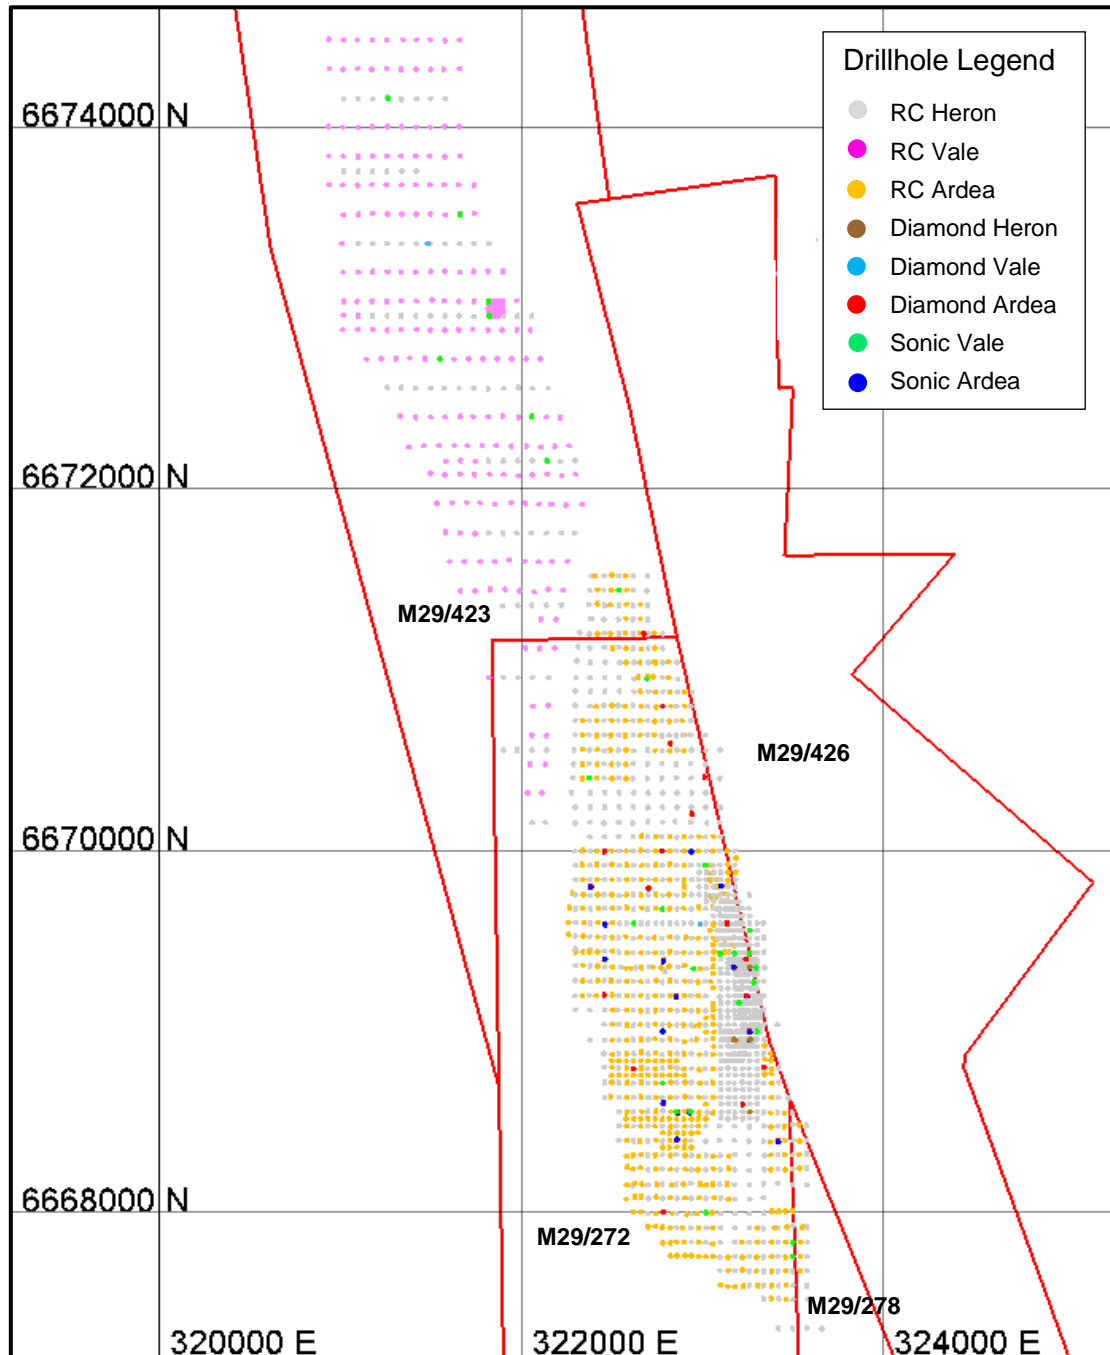 Drillhole Legend
RC Heron
RC Vale
RC Ardea
Diamond Heron
Diamond Vale
Diamond Ardea
Sonic Vale
Sonic Ardea
6674000 N
6672000 N
M29/423
M29/426
6670000 N
6668000 N
M29/272
M29/278
320000 E
322000 E
324000 E